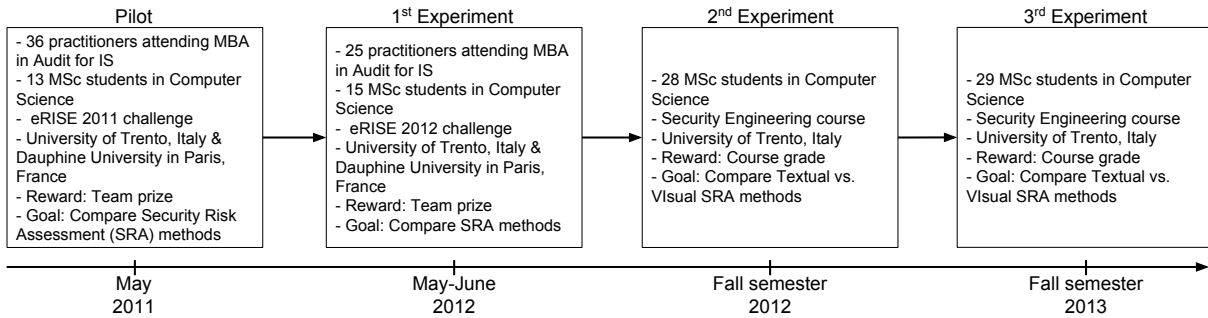 Pilot
- 36 practitioners attending MBA
in Audit for IS
- 13 MSc students in Computer
Science
-  eRISE 2011 challenge
- University of Trento, Italy &
Dauphine University in Paris,
France
- Reward: Team prize
- Goal: Compare Security Risk
Assessment (SRA) methods
May
2011
1st Experiment
- 25 practitioners attending MBA
in Audit for IS
- 15 MSc students in Computer
Science
-  eRISE 2012 challenge
- University of Trento, Italy &
Dauphine University in Paris,
France
- Reward: Team prize
- Goal: Compare SRA methods
May-June
2012
2nd Experiment
- 28 MSc students in Computer
Science
- Security Engineering course
- University of Trento, Italy
- Reward: Course grade
- Goal: Compare Textual vs.
VIsual SRA methods
Fall semester
2012
3rd Experiment
- 29 MSc students in Computer
Science
- Security Engineering course
- University of Trento, Italy
- Reward: Course grade
- Goal: Compare Textual vs.
VIsual SRA methods
Fall semester
2013